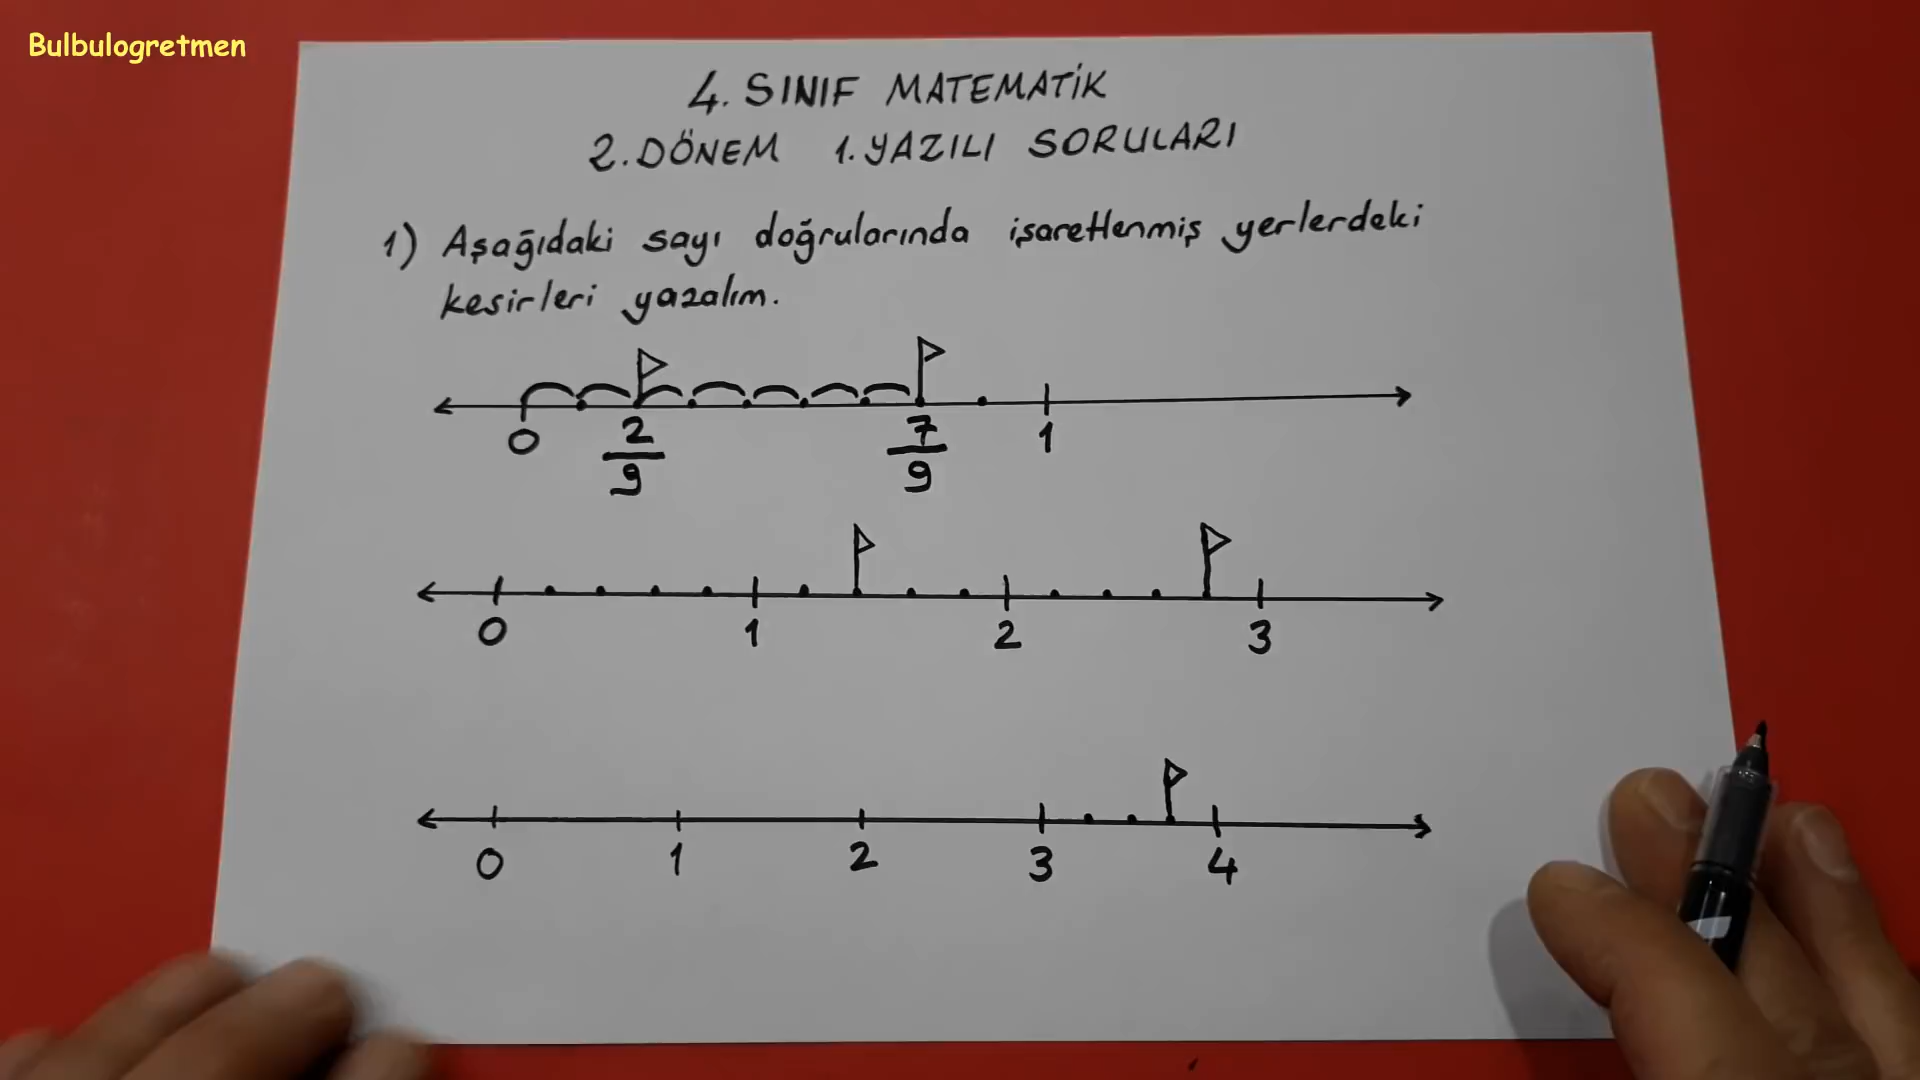 Bulbulogretmen
4. SINIF MATEMATİK
2. DÖNEM 1. YAZILI SORULARI
1) Aşağıdaki sayı doğrularında işaretlenmiş yerlerdeki
kesirleri yazalım.
0 2/9 7/9 1
0 1 2 3
0 1 2 3 4